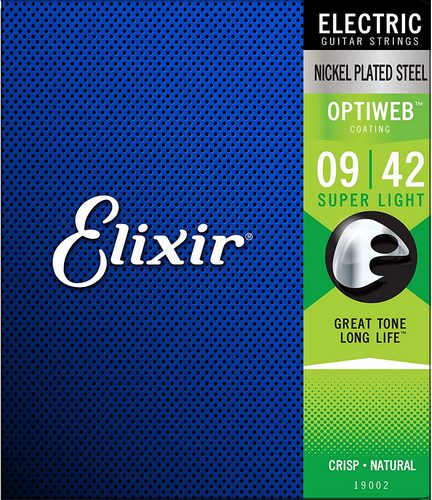 ELECTRIC
GUITAR STRINGS
NICKEL PLATED STEEL
OPTIWEB™
COATING
09 | 42
SUPER LIGHT
Elixir®
e
GREAT TONE
LONG LIFE™
CRISP • NATURAL
19002